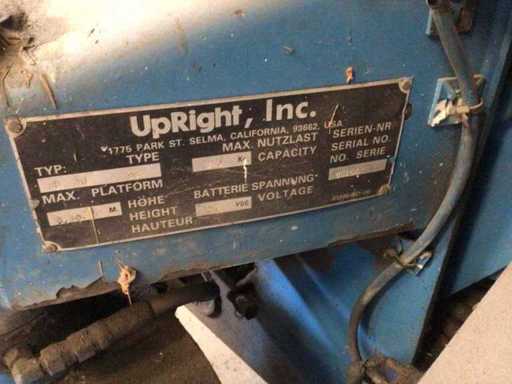 UpRight, Inc.
1775 PARK ST. SELMA, CALIFORNIA, 93662, USA
TYP: TYPE MAX. NUTZLAST SERIEN-NR
KG CAPACITY SERIAL NO.
NO. SERIE
MAX. PLATFORM BATTERIE SPANNUNG-
M HÖHE VDC VOLTAGE
HEIGHT
HAUTEUR